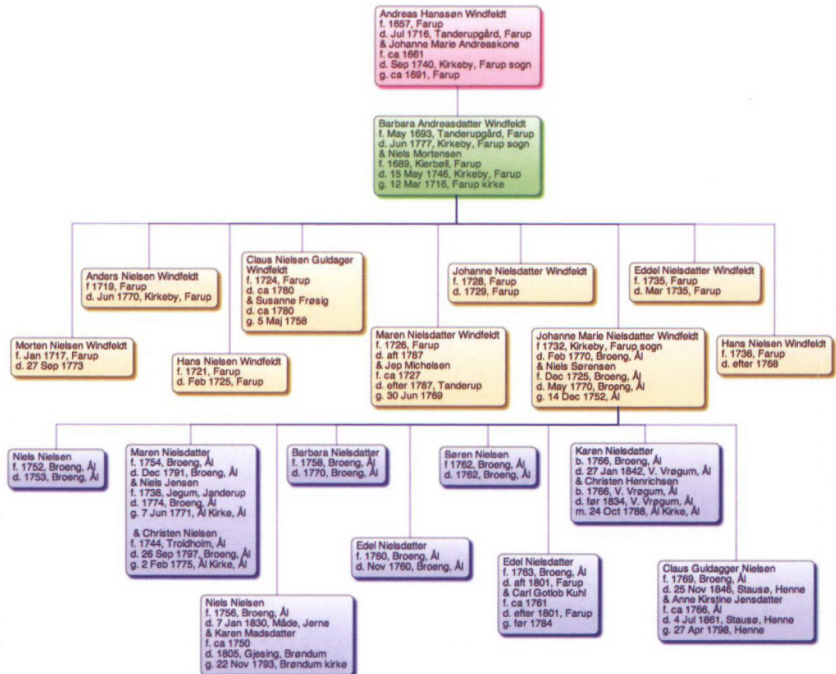 Andreas Hanssøn Windfeldt
f. 1657, Farup
d. Jul 1716, Tanderupgård, Farup
& Johanne Marie Andreaskone
f. ca 1661
d. Sep 1740, Kirkeby, Farup sogn
g. ca 1691, Farup
Barbara Andreasdatter Windfeldt
f. May 1693, Tanderupgård, Farup
d. Jun 1777, Kirkeby, Farup sogn
& Niels Mortensen
f. 1689, Kierbøll, Farup
d. 15 May 1746, Kirkeby, Farup
g. 12 Mar 1716, Farup kirke
Morten Nielsen Windfeldt
f. Jan 1717, Farup
d. 27 Sep 1773
Anders Nielsen Windfeldt
f 1719, Farup
d. Jun 1770, Kirkeby, Farup
Hans Nielsen Windfeldt
f. 1721, Farup
d. Feb 1725, Farup
Claus Nielsen Guldager
Windfeldt
f. 1724, Farup
d. ca 1780
& Susanne Frøsig
d. ca 1780
g. 5 Maj 1758
Maren Nielsdatter Windfeldt
f. 1726, Farup
d. aft 1787
& Jep Michelsen
f. ca 1727
d. efter 1787, Tanderup
g. 30 Jun 1769
Johanne Nielsdatter Windfeldt
f. 1728, Farup
d. 1729, Farup
Johanne Marie Nielsdatter Windfeldt
f 1732, Kirkeby, Farup sogn
d. Feb 1770, Broeng, Ål
& Niels Sørensen
f. Dec 1725, Broeng, Ål
d. May 1770, Broeng, Ål
g. 14 Dec 1752, Ål
Eddel Nielsdatter Windfeldt
f. 1735, Farup
d. Mar 1735, Farup
Hans Nielsen Windfeldt
f. 1736, Farup
d. efter 1768
Niels Nielsen
f. 1752, Broeng, Ål
d. 1753, Broeng, Ål
Maren Nielsdatter
f. 1754, Broeng, Ål
d. Dec 1791, Broeng, Ål
& Niels Jensen
f. 1738, Jegum, Janderup
d. 1774, Broeng, Ål
g. 7 Jun 1771, Ål Kirke, Ål
& Christen Nielsen
f. 1744, Troldholm, Ål
d. 26 Sep 1797, Broeng, Ål
g. 2 Feb 1775, Ål Kirke, Ål
Niels Nielsen
f. 1756, Broeng, Ål
d. 7 Jan 1830, Måde, Jerne
& Karen Madsdatter
f. ca 1750
d. 1805, Gjesing, Brøndum
g. 22 Nov 1793, Brøndum kirke
Barbara Nielsdatter
f. 1758, Broeng, Ål
d. 1770, Broeng, Ål
Edel Nielsdatter
f. 1760, Broeng, Ål
d. Nov 1760, Broeng, Ål
Søren Nielsen
f 1762, Broeng, Ål
d. 1762, Broeng, Ål
Edel Nielsdatter
f. 1763, Broeng, Ål
d. aft 1801, Farup
& Carl Gotlob Kuhl
f. ca 1761
d. efter 1801, Farup
g. før 1784
Karen Nielsdatter
b. 1766, Broeng, Ål
d. 27 Jan 1842, V. Vrøgum, Ål
& Christen Henrichsen
b. 1766, V. Vrøgum, Ål
d. før 1834, V. Vrøgum, Ål
m. 24 Oct 1788, Ål Kirke, Ål
Claus Guldagger Nielsen
f. 1769, Broeng, Ål
d. 25 Nov 1846, Stausø, Henne
& Anne Kirstine Jensdatter
f. ca 1766, Ål
d. 4 Jul 1861, Stausø, Henne
g. 27 Apr 1798, Henne